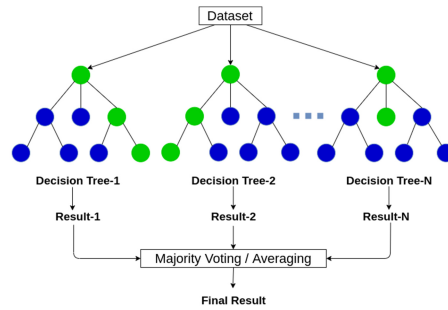 Dataset
Decision Tree-1
Decision Tree-2
Decision Tree-N
Result-1
Result-2
Result-N
Majority Voting / Averaging
Final Result